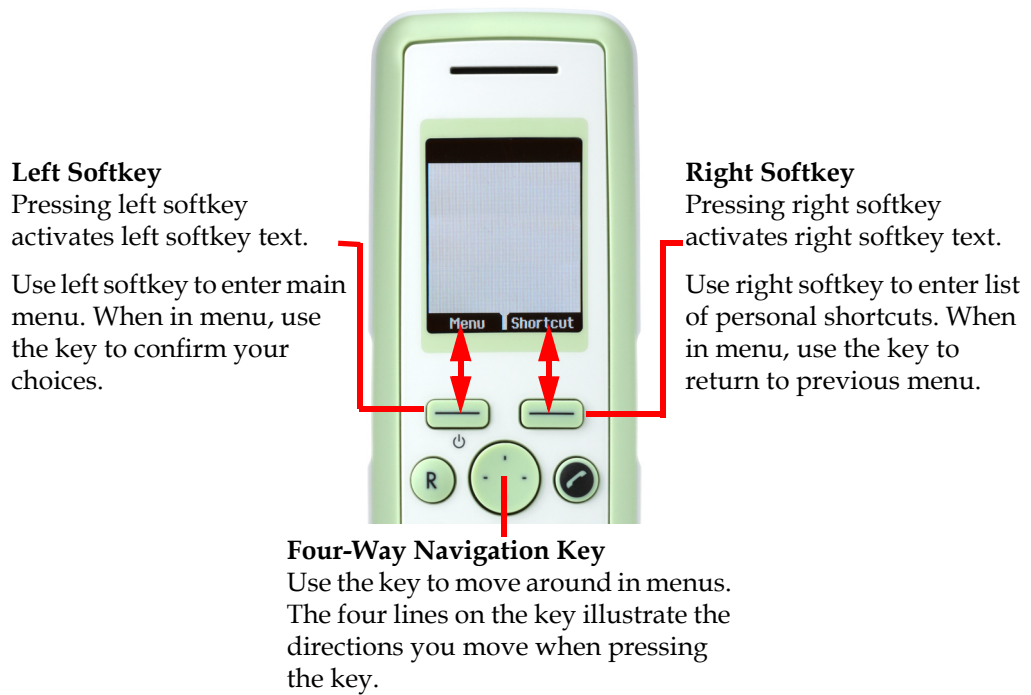 Left Softkey
Pressing left softkey
activates left softkey text.
Use left softkey to enter main
menu. When in menu, use
the key to confirm your
choices.
Right Softkey
Pressing right softkey
activates right softkey text.
Use right softkey to enter list
of personal shortcuts. When
in menu, use the key to
return to previous menu.
Menu Shortcut
R
Four-Way Navigation Key
Use the key to move around in menus.
The four lines on the key illustrate the
directions you move when pressing
the key.